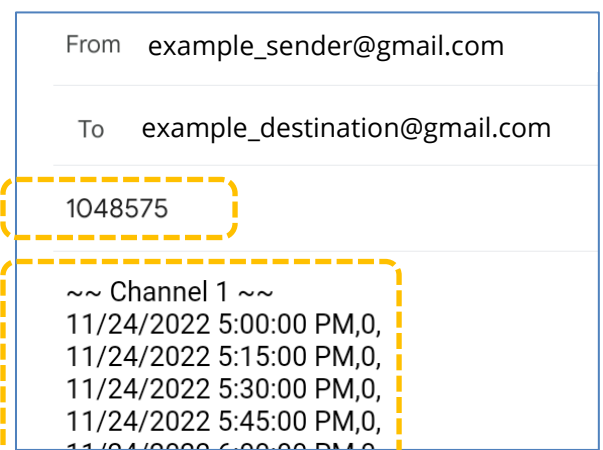 From example_sender@gmail.com
To example_destination@gmail.com
1048575
~~ Channel 1 ~~
11/24/2022 5:00:00 PM,0,
11/24/2022 5:15:00 PM,0,
11/24/2022 5:30:00 PM,0,
11/24/2022 5:45:00 PM,0,